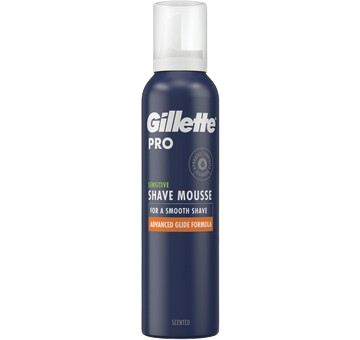 Gillette
PRO
SENSITIVE
SHAVE MOUSSE
FOR A SMOOTH SHAVE
ADVANCED GLIDE FORMULA
SCENTED